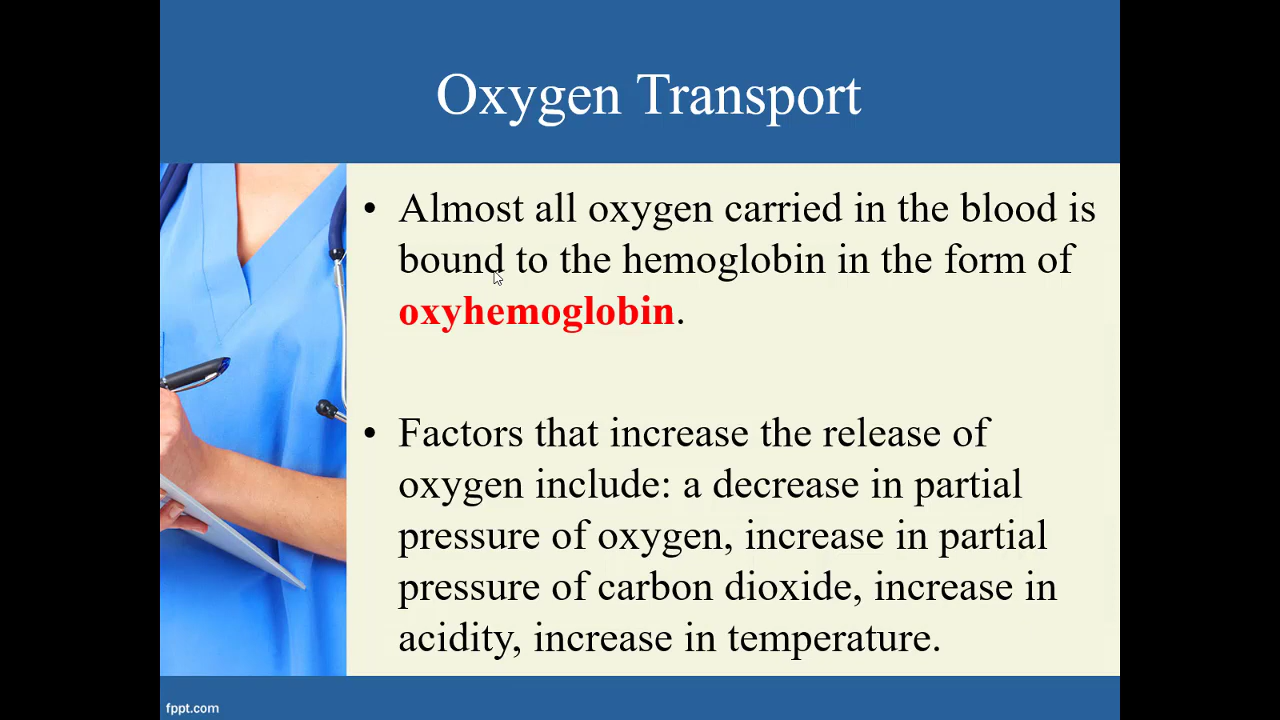 Oxygen Transport
• Almost all oxygen carried in the blood is
bound to the hemoglobin in the form of
oxyhemoglobin.
• Factors that increase the release of
oxygen include: a decrease in partial
pressure of oxygen, increase in partial
pressure of carbon dioxide, increase in
acidity, increase in temperature.
fppt.com